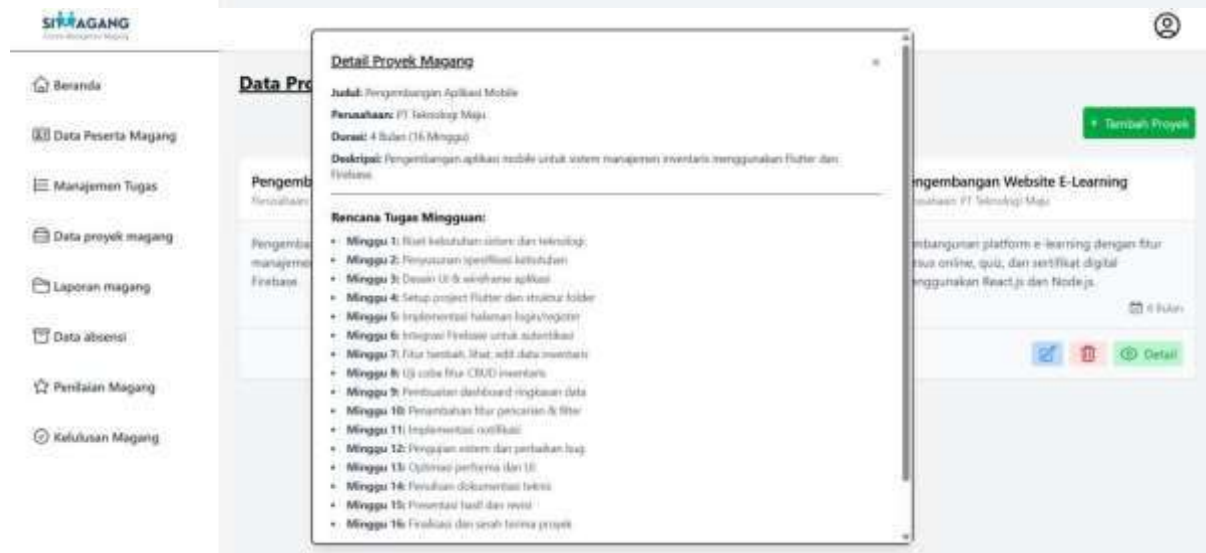 SIMAGANG
Beranda
Data Peserta Magang
Manajemen Tugas
Data proyek magang
Laporan magang
Data absensi
Penilaian Magang
Kelulusan Magang
Data Pro
+ Tambah Proyek
Pengemb
Perusahaan
Pengemba
manajemen
Firebase
Detail Proyek Magang
×
Judul: Pengembangan Aplikasi Mobile
Perusahaan: PT Teknologi Maju
Durasi: 4 Bulan (16 Minggu)
Deskripsi: Pengembangan aplikasi mobile untuk sistem manajemen inventaris menggunakan Flutter dan
Firebase.
Rencana Tugas Mingguan:
• Minggu 1: Riset kebutuhan sistem dan teknologi
• Minggu 2: Penyusunan spesifikasi kebutuhan
• Minggu 3: Desain UI & wireframe aplikasi
• Minggu 4: Setup project Flutter dan struktur folder
• Minggu 5: Implementasi halaman login/register
• Minggu 6: Integrasi Firebase untuk autentikasi
• Minggu 7: Fitur tambah, lihat, edit data inventaris
• Minggu 8: Uji coba fitur CRUD inventaris
• Minggu 9: Pembuatan dashboard ringkasan data
• Minggu 10: Penambahan fitur pencarian & filter
• Minggu 11: Implementasi notifikasi
• Minggu 12: Pengujian sistem dan perbaikan bug
• Minggu 13: Optimasi performa dan UI
• Minggu 14: Penulisan dokumentasi teknis
• Minggu 15: Presentasi hasil dan revisi
• Minggu 16: Finalisasi dan serah terima proyek
ngembangan Website E-Learning
usahaan: PT Teknologi Maju
mbangunan platform e-learning dengan fitur
rsus online, quiz, dan sertifikat digital
enggunakan React.js dan Node.js.
6 Bulan
Detail